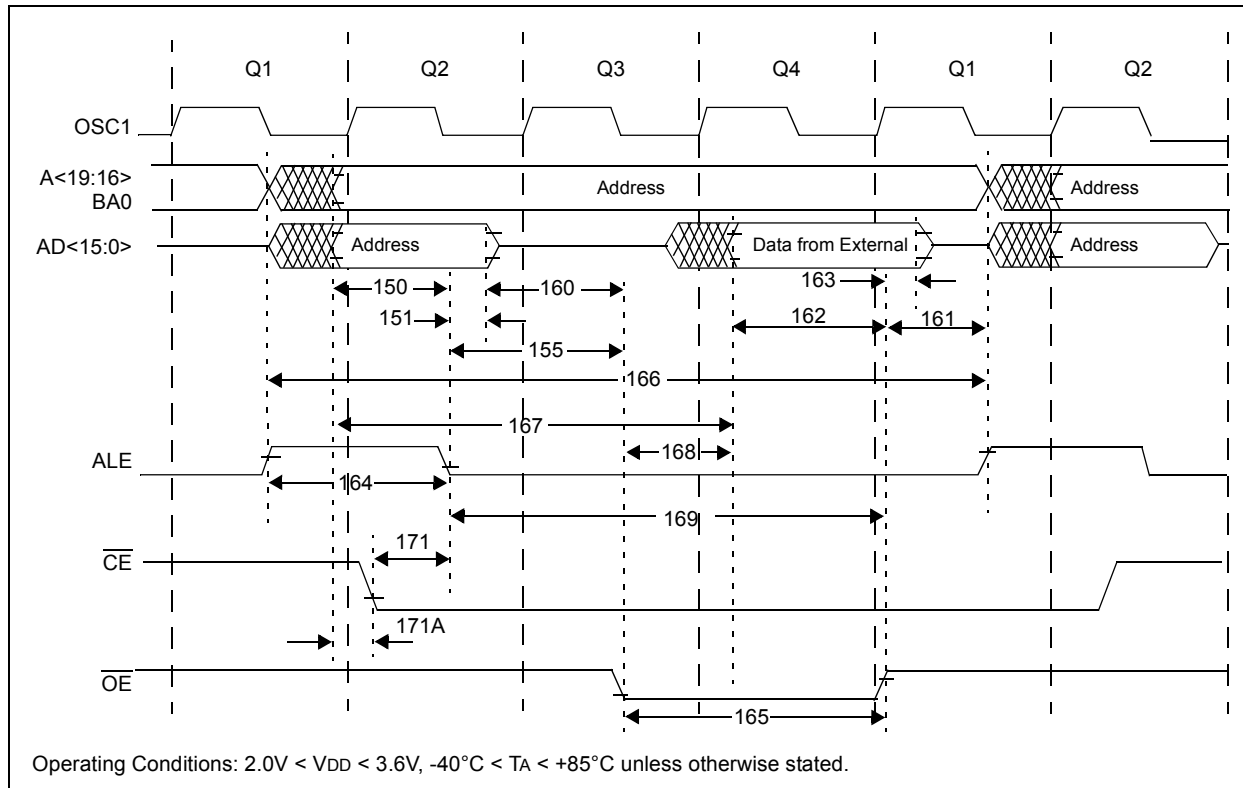 Q1 Q2 Q3 Q4 Q1 Q2
OSC1
A<19:16>
BA0
Address
Address
AD<15:0>
Address
Data from External
Address
150
160
163
151
162
161
155
166
167
ALE
168
164
169
171
CE
171A
OE
165
Operating Conditions: 2.0V < VDD < 3.6V, -40°C < TA < +85°C unless otherwise stated.